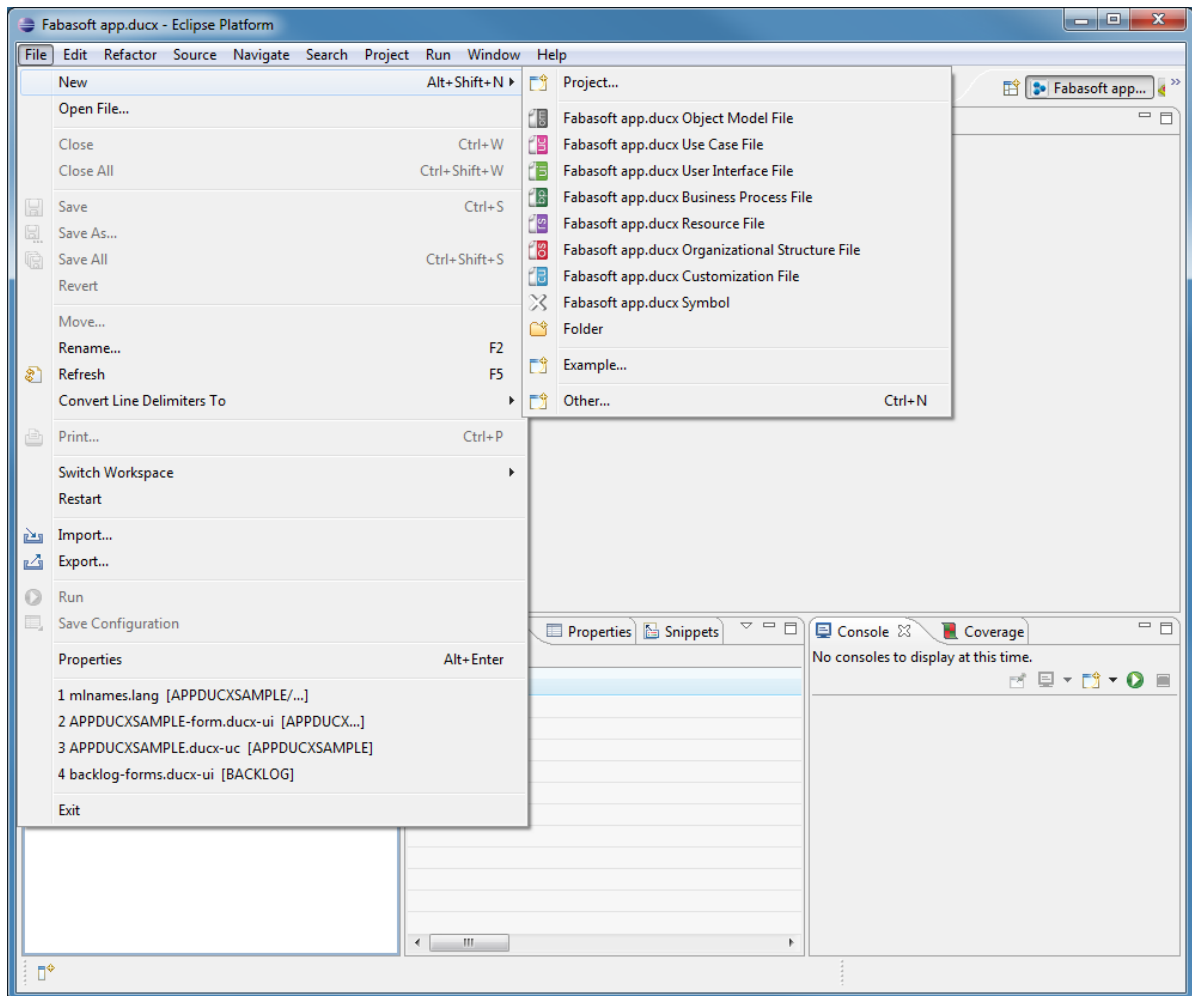 Fabasoft app.ducx - Eclipse Platform
File Edit Refactor Source Navigate Search Project Run Window Help
New Alt+Shift+N
Open File...
Close Ctrl+W
Close All Ctrl+Shift+W
Save Ctrl+S
Save As...
Save All Ctrl+Shift+S
Revert
Move...
Rename... F2
Refresh F5
Convert Line Delimiters To
Print... Ctrl+P
Switch Workspace
Restart
Import...
Export...
Run
Save Configuration
Properties Alt+Enter
1 mlnames.lang [APPDUCXSAMPLE/...]
2 APPDUCXSAMPLE-form.ducx-ui [APPDUCX...]
3 APPDUCXSAMPLE.ducx-uc [APPDUCXSAMPLE]
4 backlog-forms.ducx-ui [BACKLOG]
Exit
Project...
Fabasoft app.ducx Object Model File
Fabasoft app.ducx Use Case File
Fabasoft app.ducx User Interface File
Fabasoft app.ducx Business Process File
Fabasoft app.ducx Resource File
Fabasoft app.ducx Organizational Structure File
Fabasoft app.ducx Customization File
Fabasoft app.ducx Symbol
Folder
Example...
Other... Ctrl+N
Fabasoft app...
Properties Snippets
Console Coverage
No consoles to display at this time.